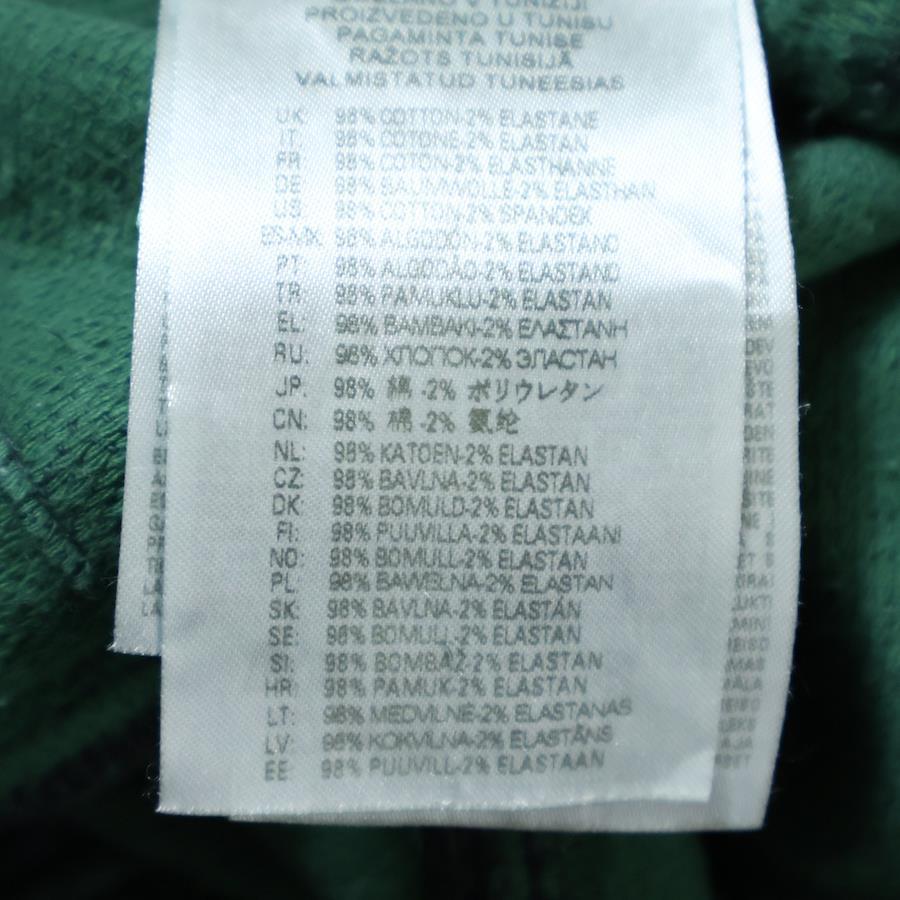 V TUNIZIJI
PROIZVEDENO U TUNISU
PAGAMINTA TUNISE
RAŽOTS TUNISIJĀ
VALMISTATUD TUNEESIAS
UK: 98% COTTON-2% ELASTANE
IT: 98% COTONE-2% ELASTAN
FR: 98% COTON-2% ELASTHANNE
DE: 98% BAUMWOLLE-2% ELASTHAN
US: 98% COTTON-2% SPANDEX
ES-MX: 98% ALGODÓN-2% ELASTANO
PT: 98% ALGODÃO-2% ELASTANO
TR: 98% PAMUKLU-2% ELASTAN
EL: 98% BAMBAKI-2% ΕΛΑΣΤΑΝΗ
RU: 98% ХЛОПОК-2% ЭЛАСТАН
JP: 98% 綿 -2% ポリウレタン
CN: 98% 棉 -2% 氨纶
NL: 98% KATOEN-2% ELASTAN
CZ: 98% BAVLNA-2% ELASTAN
DK: 98% BOMULD-2% ELASTAN
FI: 98% PUUVILLA-2% ELASTAANI
NO: 98% BOMULL-2% ELASTAN
PL: 98% BAWEŁNA-2% ELASTAN
SK: 98% BAVLNA-2% ELASTAN
SE: 98% BOMULL-2% ELASTAN
SI: 98% BOMBAŽ-2% ELASTAN
HR: 98% PAMUK-2% ELASTAN
LT: 98% MEDVILNĖ-2% ELASTANAS
LV: 98% KOKVILNA-2% ELASTĀNS
EE: 98% PUUVILL-2% ELASTAAN